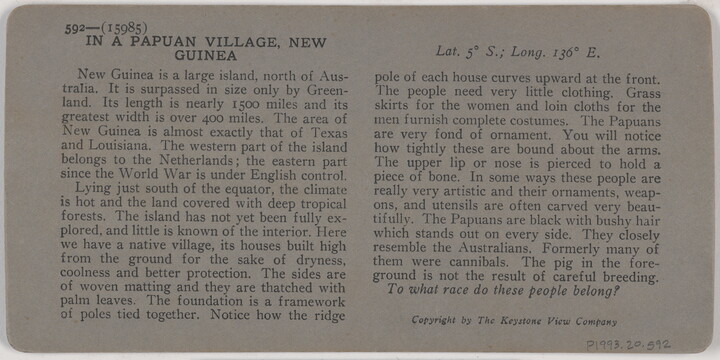 592—(15985)
IN A PAPUAN VILLAGE, NEW
GUINEA
New Guinea is a large island, north of Aus-
tralia. It is surpassed in size only by Green-
land. Its length is nearly 1500 miles and its
greatest width is over 400 miles. The area of
New Guinea is almost exactly that of Texas
and Louisiana. The western part of the island
belongs to the Netherlands; the eastern part
since the World War is under English control.
Lying just south of the equator, the climate
is hot and the land covered with deep tropical
forests. The island has not yet been fully ex-
plored, and little is known of the interior. Here
we have a native village, its houses built high
from the ground for the sake of dryness,
coolness and better protection. The sides are
of woven matting and they are thatched with
palm leaves. The foundation is a framework
of poles tied together. Notice how the ridge
Lat. 5° S.; Long. 136° E.
pole of each house curves upward at the front.
The people need very little clothing. Grass
skirts for the women and loin cloths for the
men furnish complete costumes. The Papuans
are very fond of ornament. You will notice
how tightly these are bound about the arms.
The upper lip or nose is pierced to hold a
piece of bone. In some ways these people are
really very artistic and their ornaments, weap-
ons, and utensils are often carved very beau-
tifully. The Papuans are black with bushy hair
which stands out on every side. They closely
resemble the Australians. Formerly many of
them were cannibals. The pig in the fore-
ground is not the result of careful breeding.
To what race do these people belong?
Copyright by The Keystone View Company
P1993.20.592